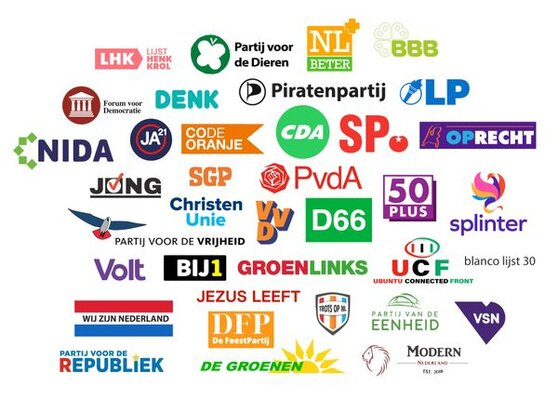 LHK
LIJST
HENK
KROL
Partij voor
de Dieren
NL
BETER
BBB
Forum voor
Democratie
DENK
Piratenpartij
LP
NIDA
JA21
CODE
ORANJE
CDA
SP
OPRECHT
JONG
SGP
PvdA
50
PLUS
splinter
Christen
Unie
VVD
D66
PARTIJ VOOR DE VRIJHEID
Volt
BIJ1
GROENLINKS
UCF
UBUNTU CONNECTED FRONT
blanco lijst 30
JEZUS LEEFT
WIJ ZIJN NEDERLAND
DFP
De FeestPartij
TROTS OP NL
PARTIJ VAN DE
EENHEID
VSN
PARTIJ VOOR DE
REPUBLIEK
DE GROENEN
MODERN
NEDERLAND
EST. 2018